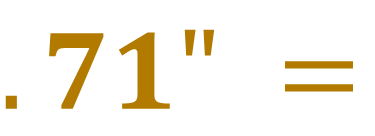 .71" =